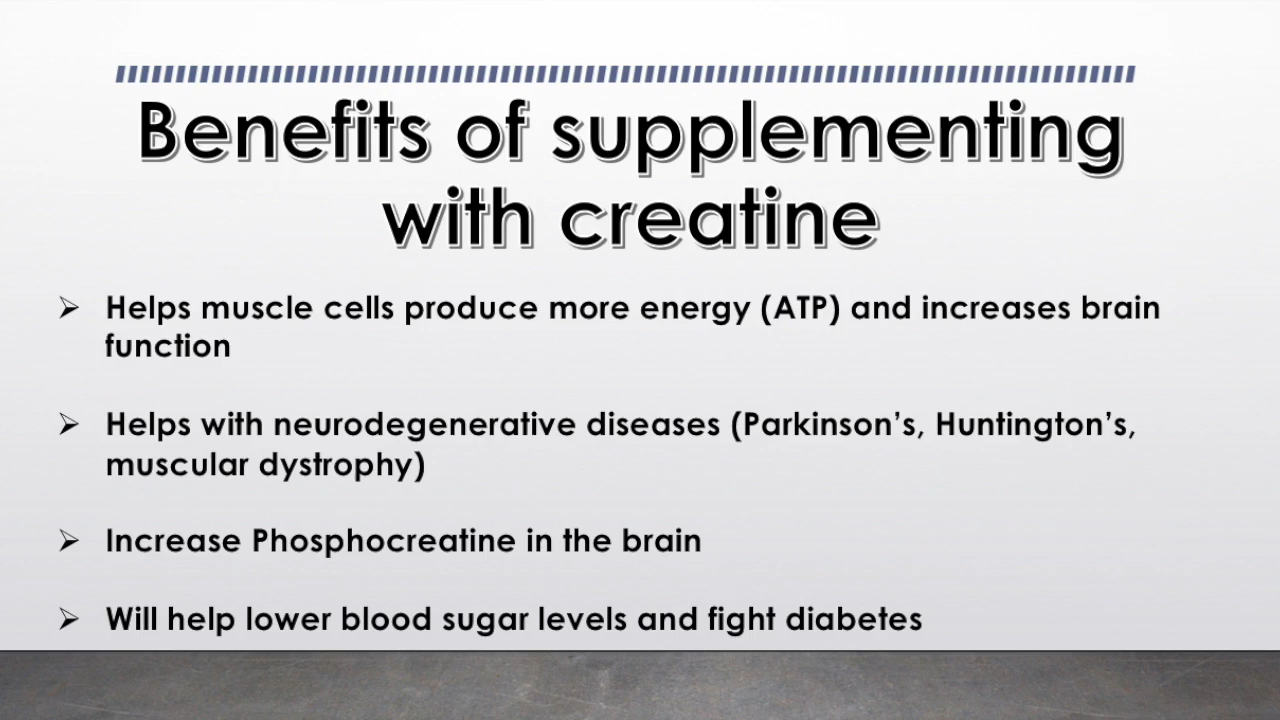 Benefits of supplementing
with creatine
➢ Helps muscle cells produce more energy (ATP) and increases brain
function
➢ Helps with neurodegenerative diseases (Parkinson’s, Huntington’s,
muscular dystrophy)
➢ Increase Phosphocreatine in the brain
➢ Will help lower blood sugar levels and fight diabetes